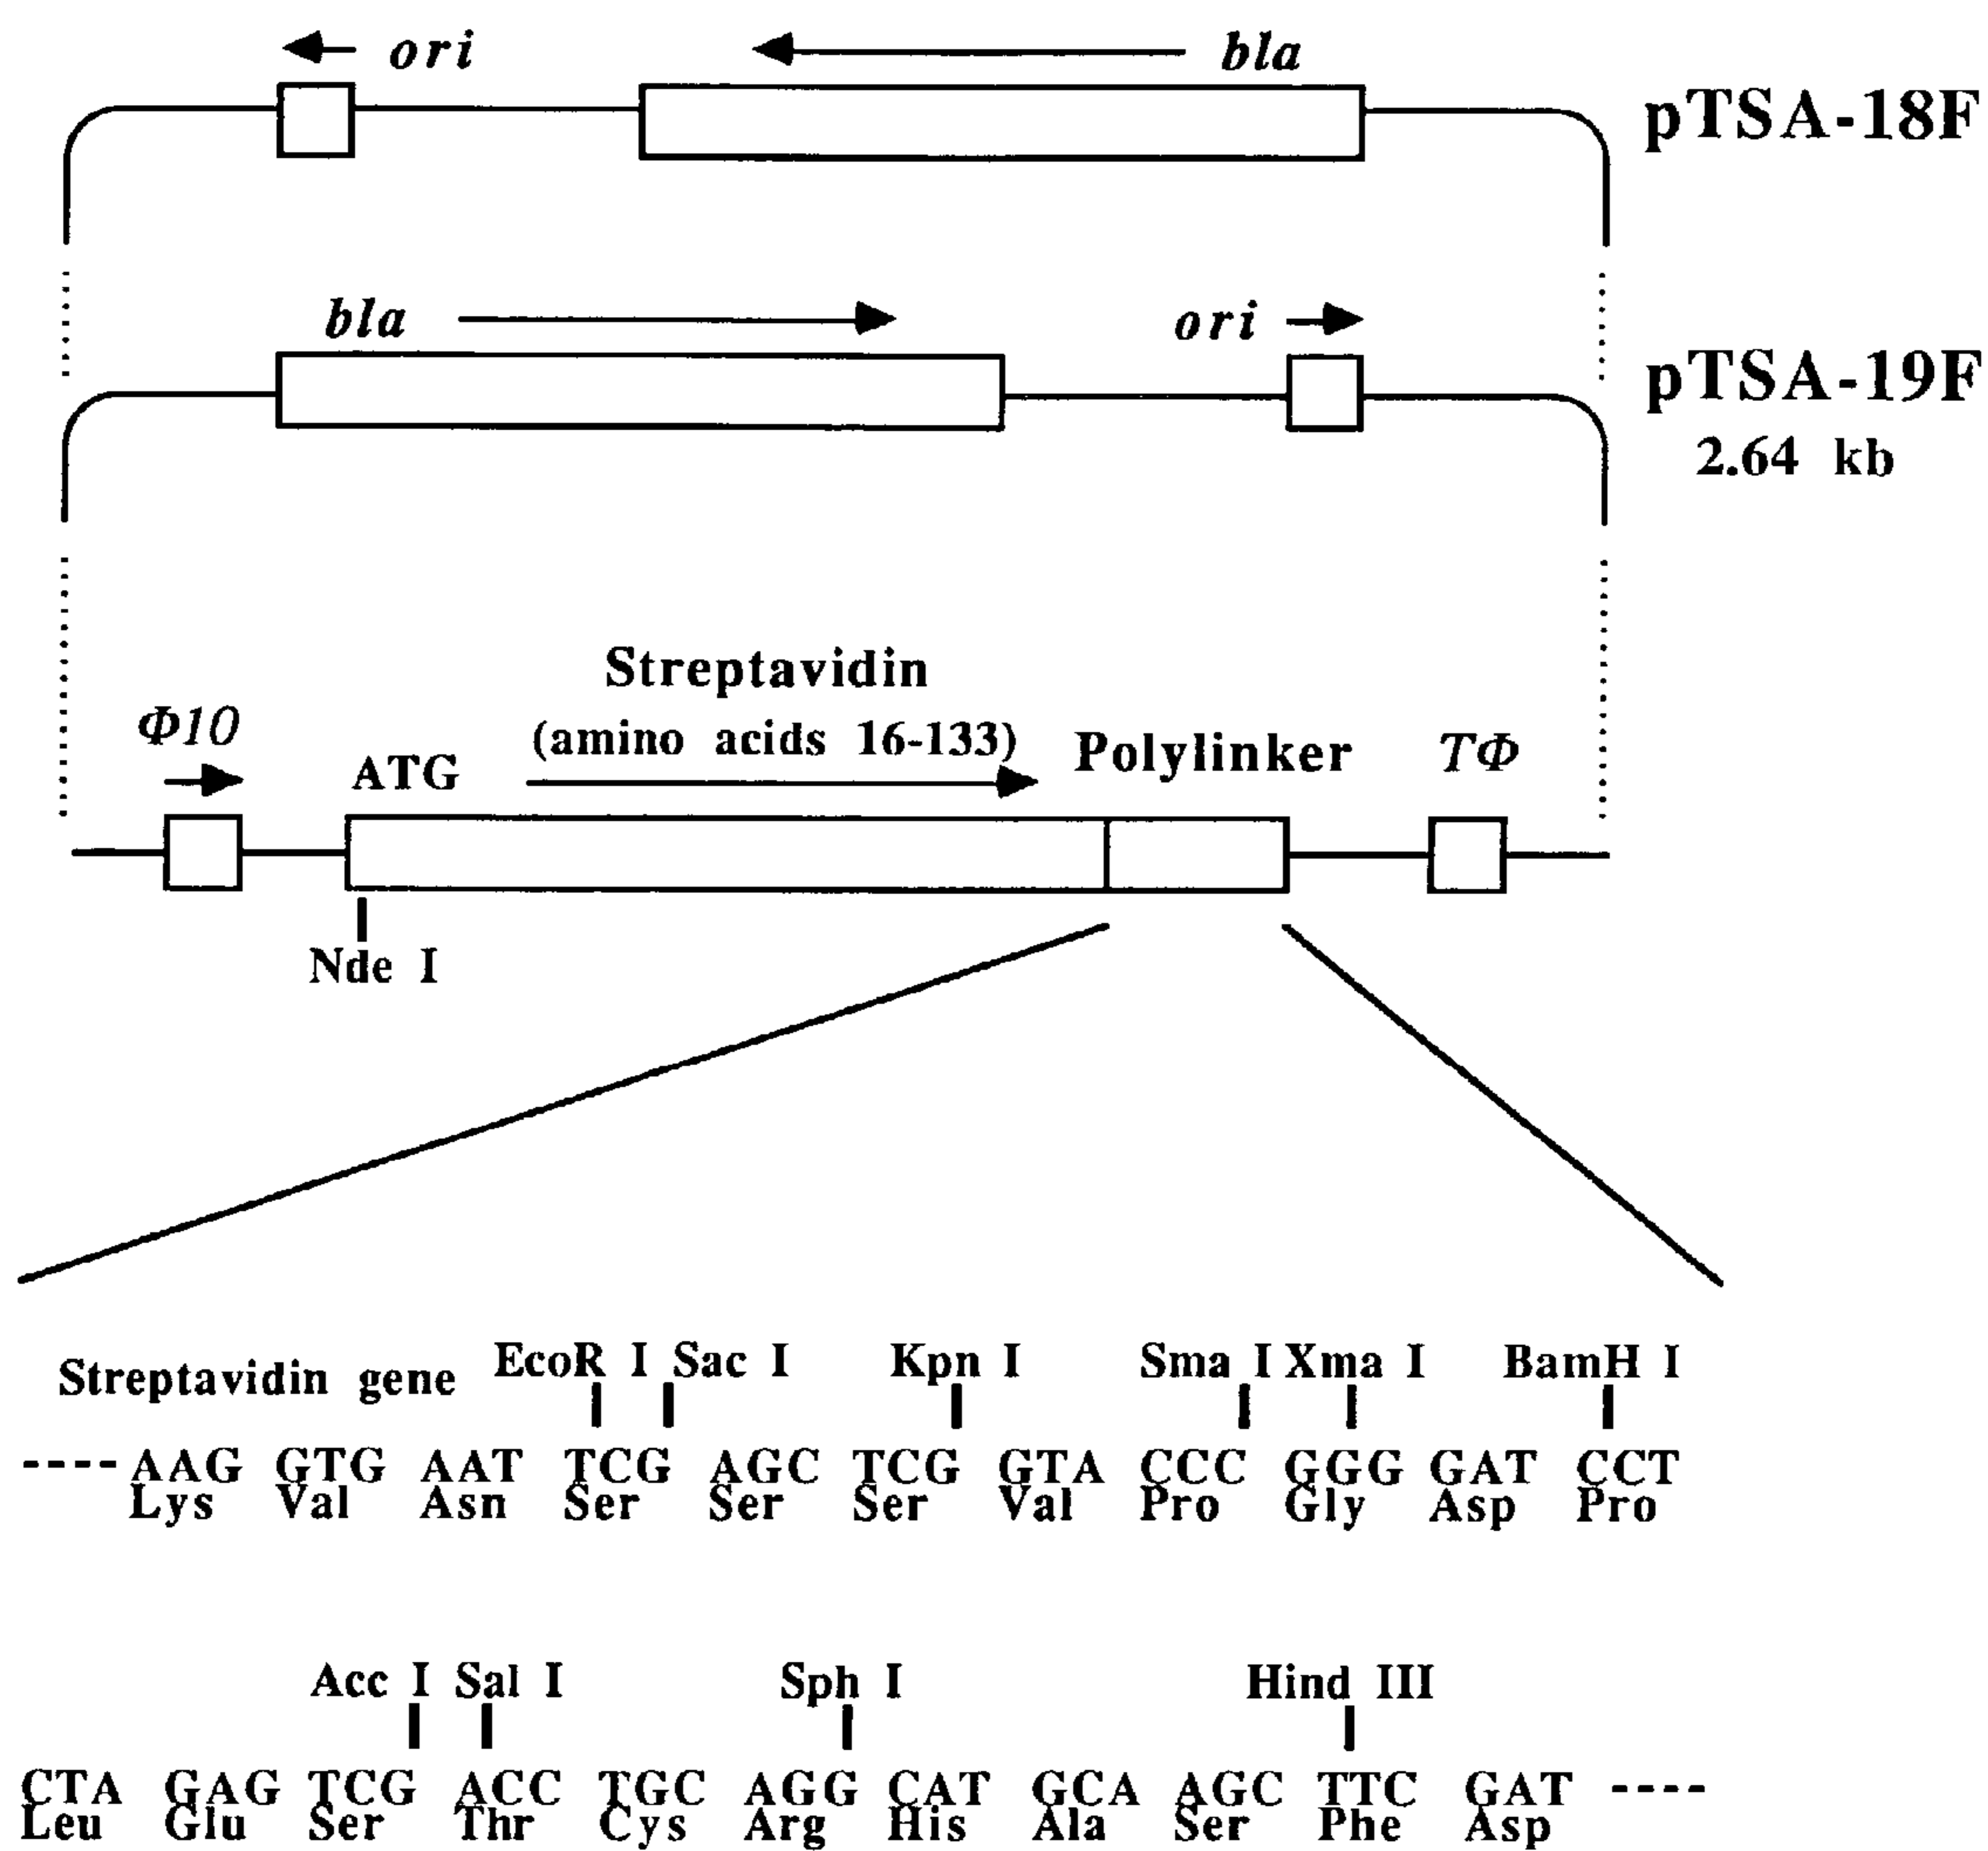 ori bla
pTSA-18F
bla ori
pTSA-19F
2.64 kb
Streptavidin
(amino acids 16-133)
Φ10 ATG Polylinker TΦ
Nde I
Streptavidin gene EcoR I Sac I Kpn I Sma I Xma I BamH I
----AAG GTG AAT TCG AGC TCG GTA CCC GGG GAT CCT
Lys Val Asn Ser Ser Ser Val Pro Gly Asp Pro
Acc I Sal I Sph I Hind III
CTA GAG TCG ACC TGC AGG CAT GCA AGC TTC GAT ----
Leu Glu Ser Thr Cys Arg His Ala Ser Phe Asp